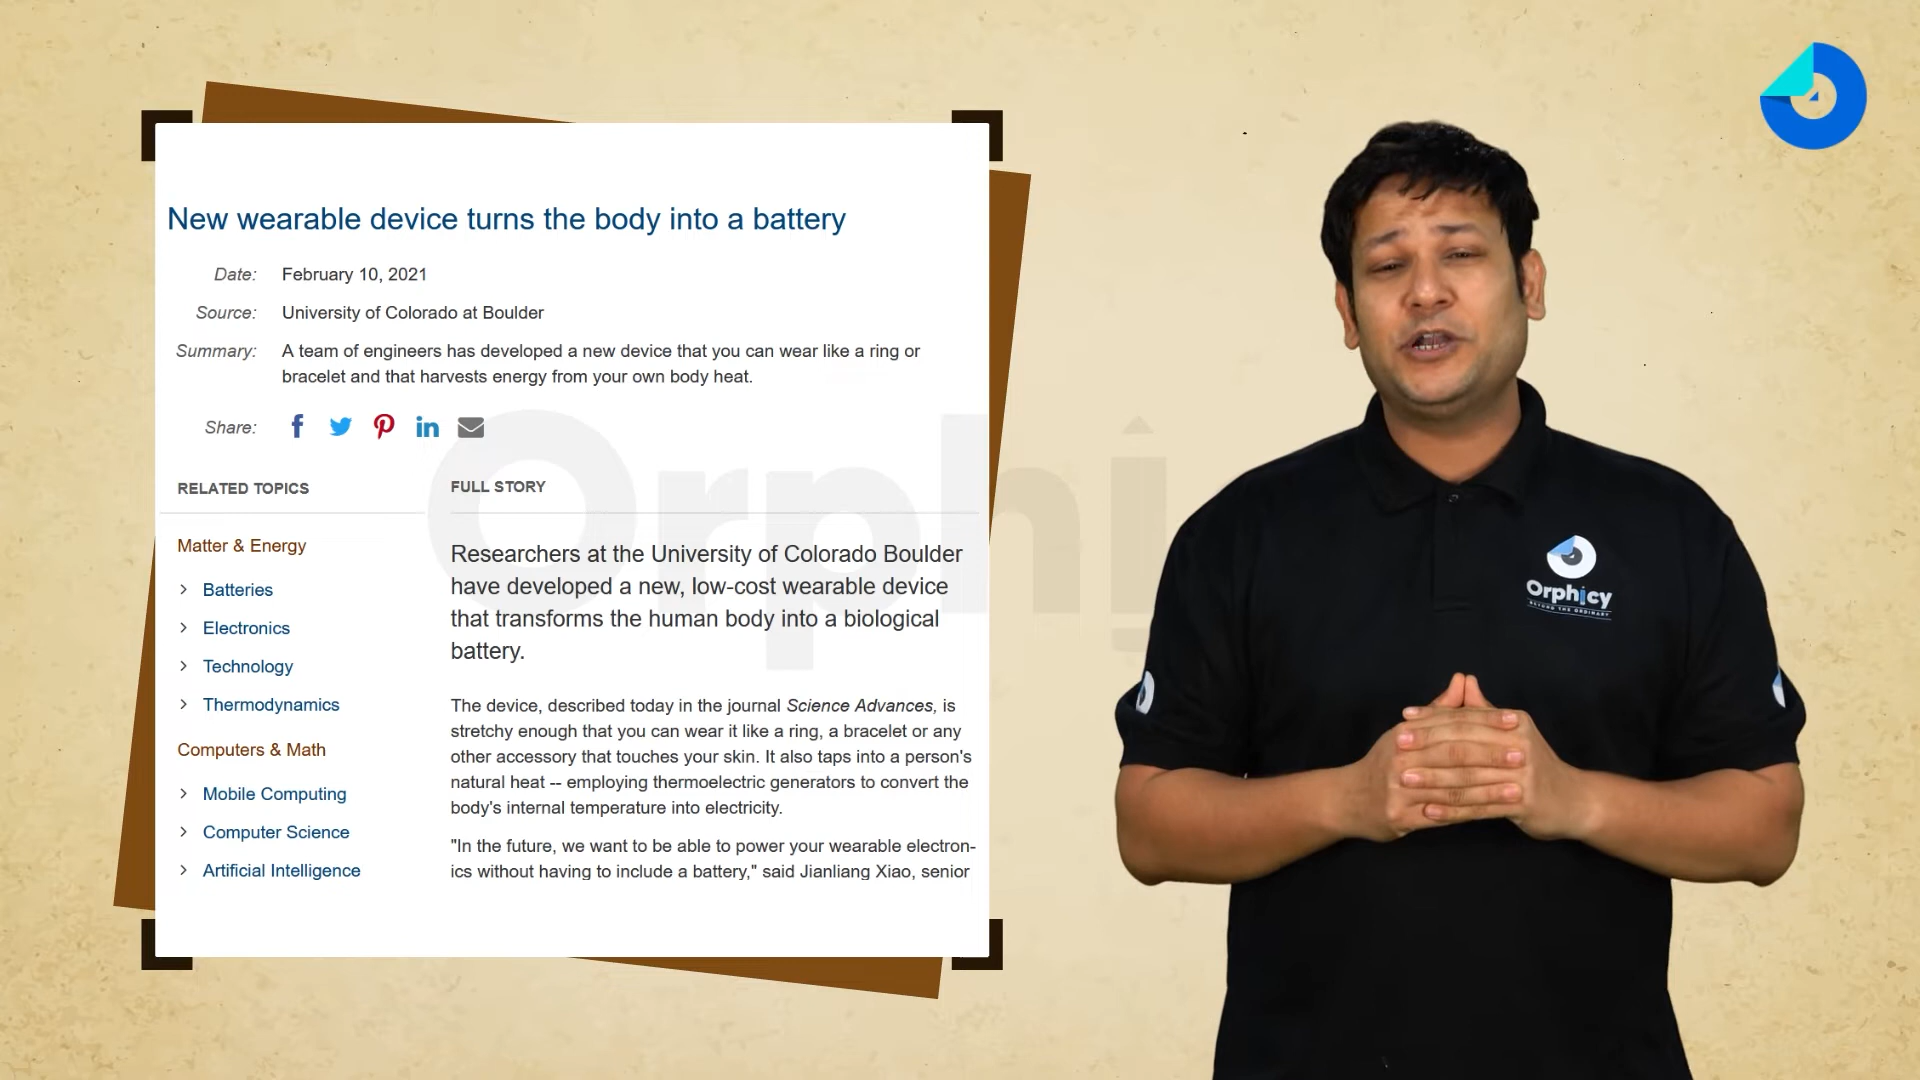 New wearable device turns the body into a battery
Date: February 10, 2021
Source: University of Colorado at Boulder
Summary: A team of engineers has developed a new device that you can wear like a ring or
bracelet and that harvests energy from your own body heat.
Share:
RELATED TOPICS
Matter & Energy
Batteries
Electronics
Technology
Thermodynamics
Computers & Math
Mobile Computing
Computer Science
Artificial Intelligence
FULL STORY
Researchers at the University of Colorado Boulder
have developed a new, low-cost wearable device
that transforms the human body into a biological
battery.
The device, described today in the journal Science Advances, is
stretchy enough that you can wear it like a ring, a bracelet or any
other accessory that touches your skin. It also taps into a person's
natural heat -- employing thermoelectric generators to convert the
body's internal temperature into electricity.
"In the future, we want to be able to power your wearable electron-
ics without having to include a battery," said Jianliang Xiao, senior
Orphi
Orphicy
BEYOND THE ORDINARY